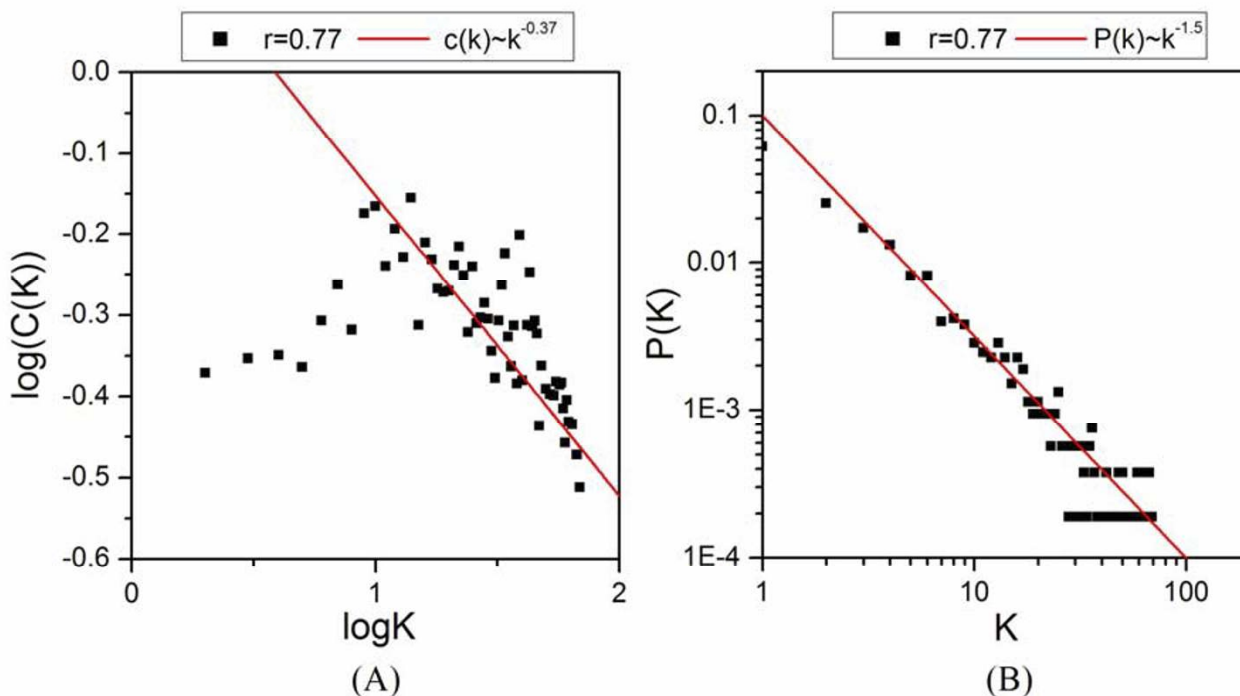 r=0.77 c(k)~k^-0.37
r=0.77 P(k)~k^-1.5
0.0
-0.1
-0.2
-0.3
-0.4
-0.5
-0.6
log(C(K))
0 1 2
logK
(A)
0.1
0.01
1E-3
1E-4
P(K)
1 10 100
K
(B)